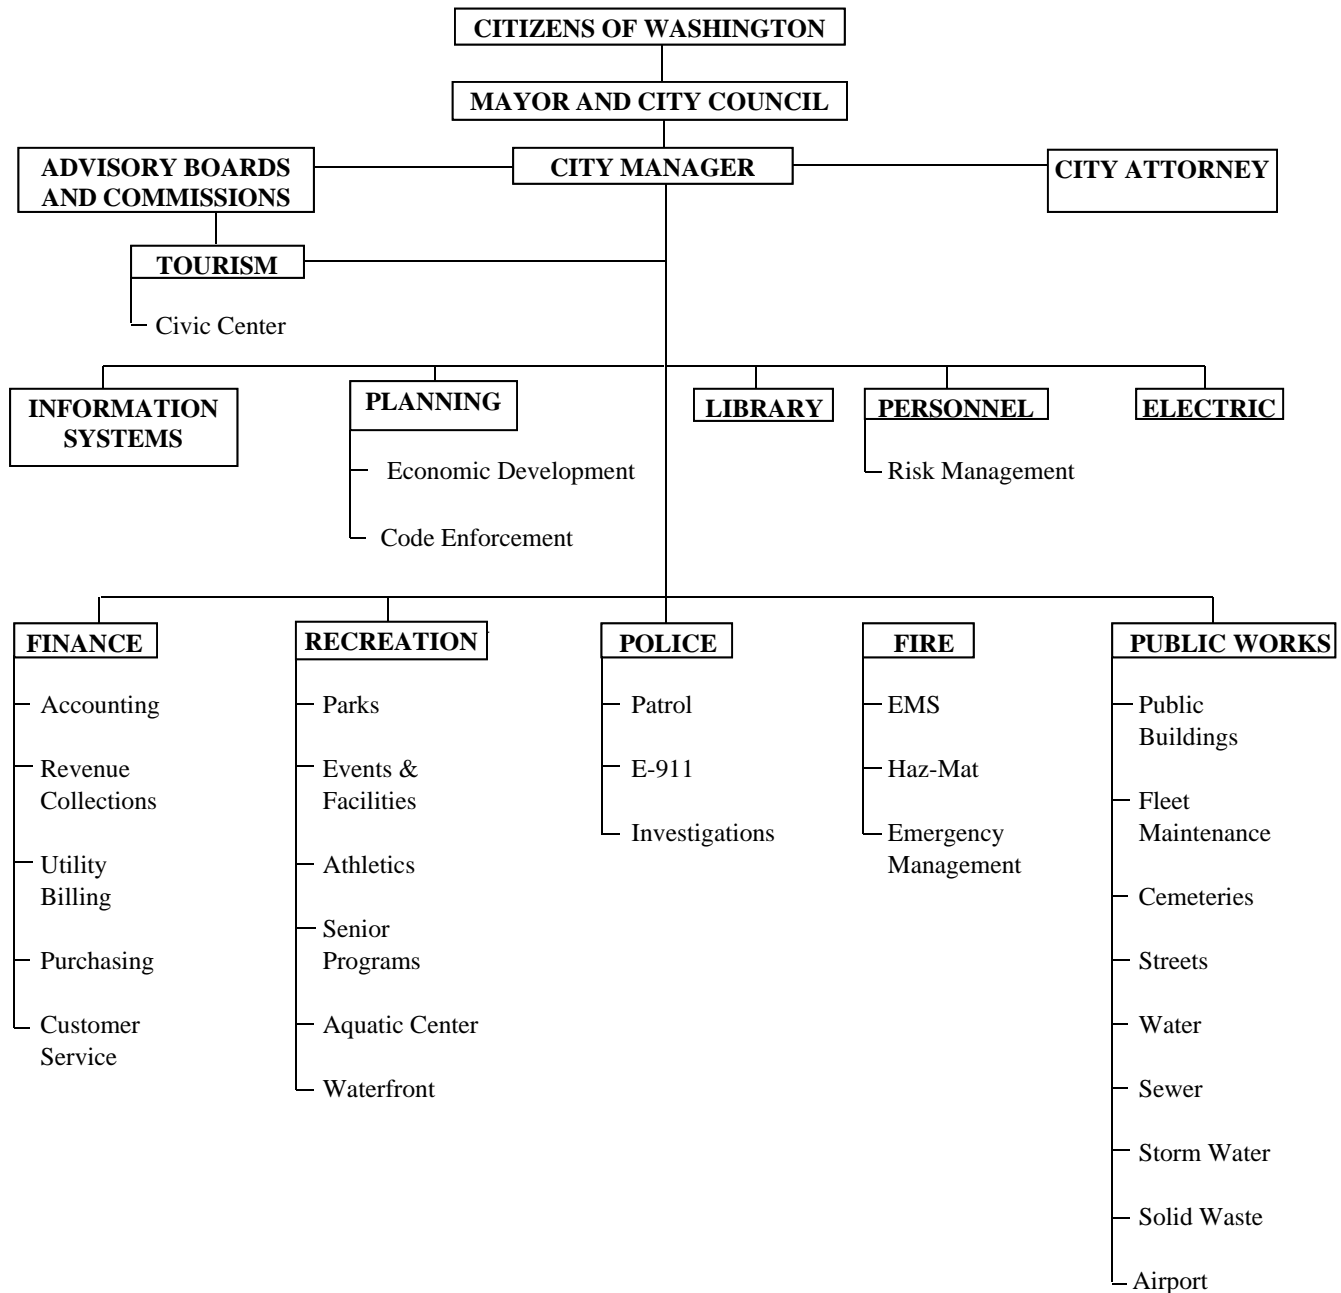 CITIZENS OF WASHINGTON
MAYOR AND CITY COUNCIL
ADVISORY BOARDS
AND COMMISSIONS
CITY MANAGER
CITY ATTORNEY
TOURISM
Civic Center
INFORMATION
SYSTEMS
PLANNING
Economic Development
Code Enforcement
LIBRARY
PERSONNEL
Risk Management
ELECTRIC
FINANCE
Accounting
Revenue
Collections
Utility
Billing
Purchasing
Customer
Service
RECREATION
Parks
Events &
Facilities
Athletics
Senior
Programs
Aquatic Center
Waterfront
POLICE
Patrol
E-911
Investigations
FIRE
EMS
Haz-Mat
Emergency
Management
PUBLIC WORKS
Public
Buildings
Fleet
Maintenance
Cemeteries
Streets
Water
Sewer
Storm Water
Solid Waste
Airport